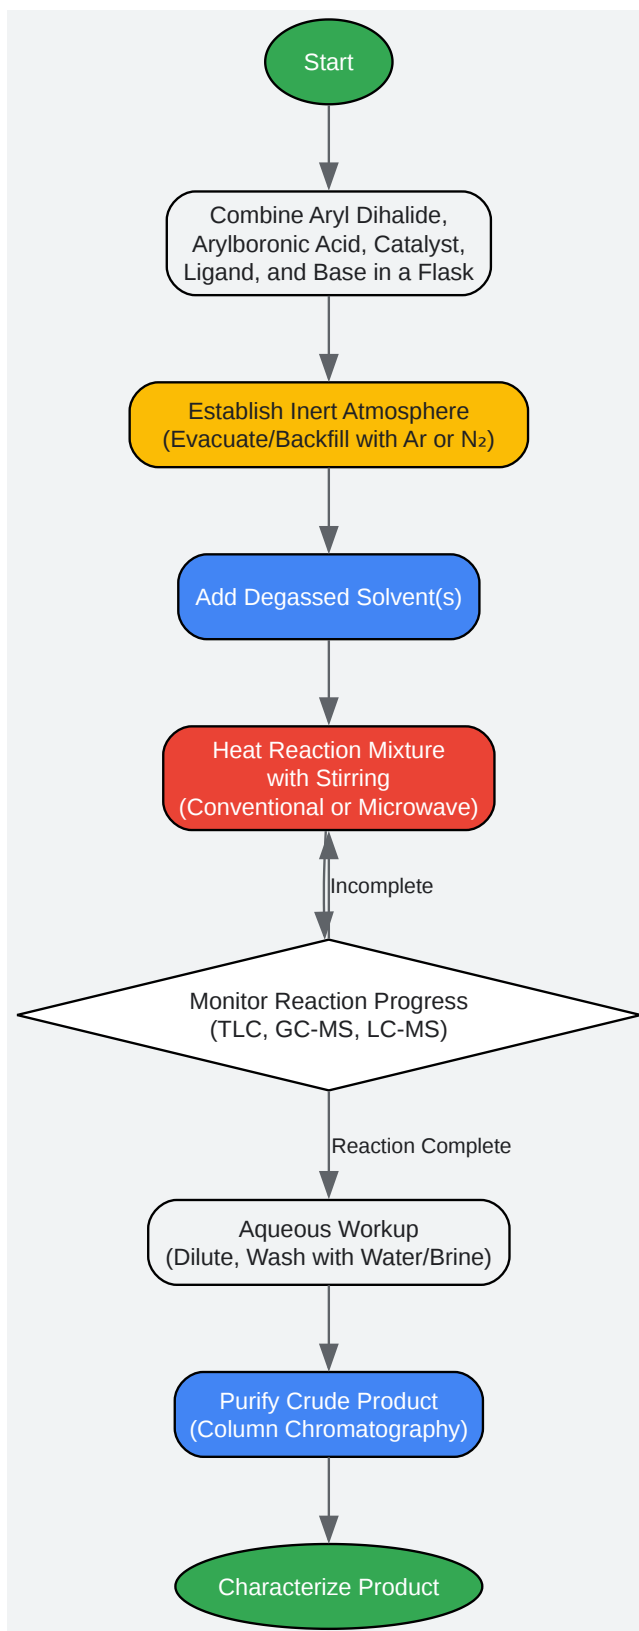 Start
Combine Aryl Dihalide,
Arylboronic Acid, Catalyst,
Ligand, and Base in a Flask
Establish Inert Atmosphere
(Evacuate/Backfill with Ar or N₂)
Add Degassed Solvent(s)
Heat Reaction Mixture
with Stirring
(Conventional or Microwave)
Incomplete
Monitor Reaction Progress
(TLC, GC-MS, LC-MS)
Reaction Complete
Aqueous Workup
(Dilute, Wash with Water/Brine)
Purify Crude Product
(Column Chromatography)
Characterize Product